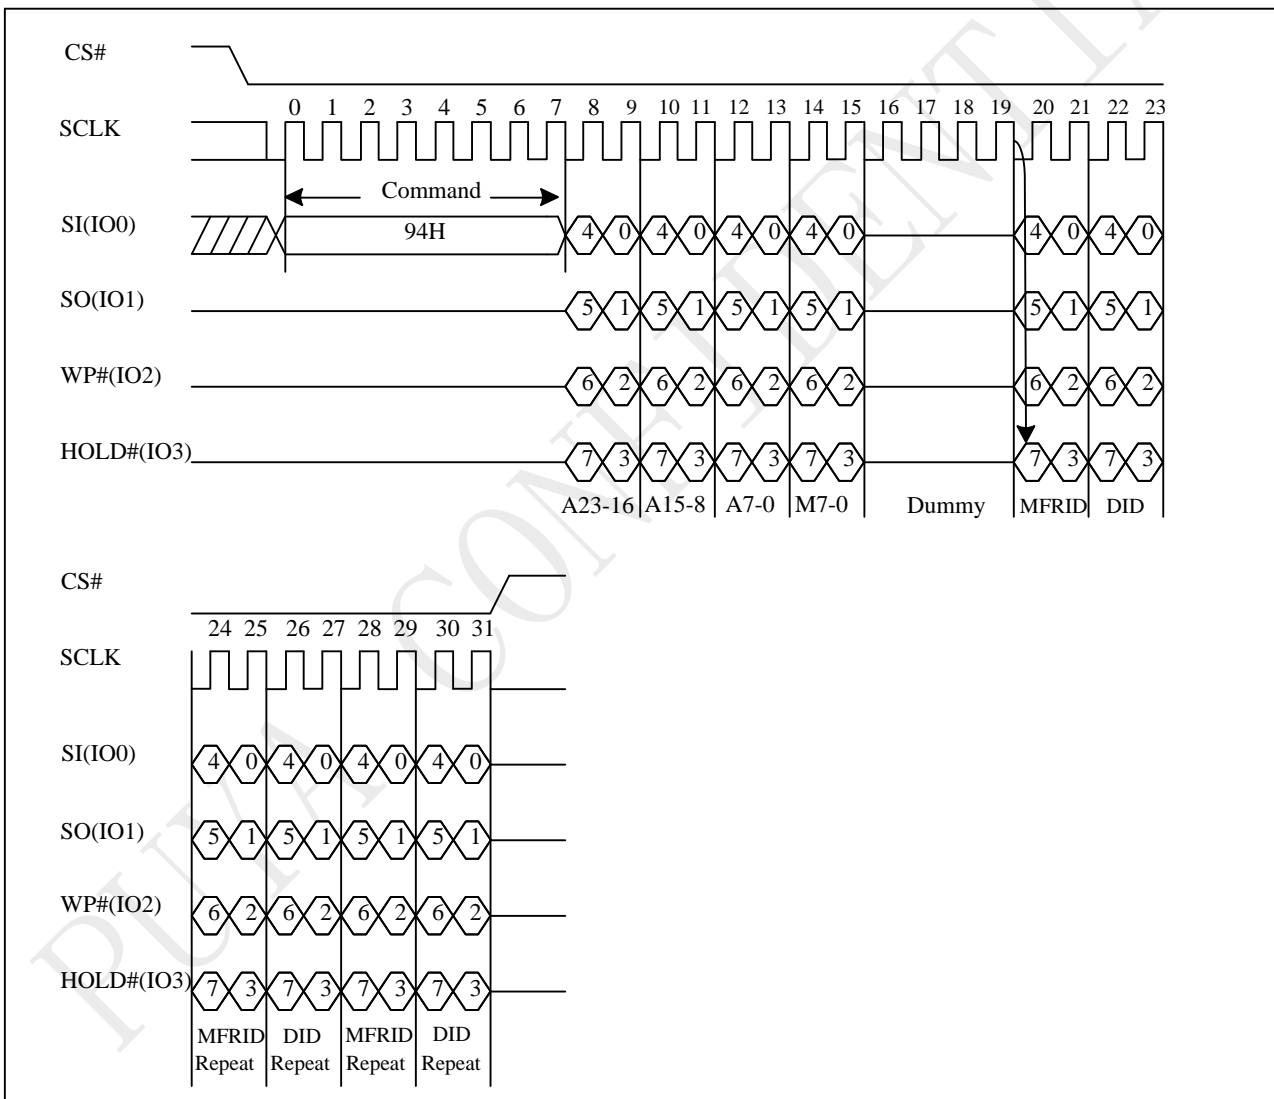 CS#
0 1 2 3 4 5 6 7 8 9 10 11 12 13 14 15 16 17 18 19 20 21 22 23
SCLK
Command
SI(IO0) 94H 4 0 4 0 4 0 4 0 4 0 4 0
SO(IO1) 5 1 5 1 5 1 5 1 5 1 5 1
WP#(IO2) 6 2 6 2 6 2 6 2 6 2 6 2
HOLD#(IO3) 7 3 7 3 7 3 7 3 7 3 7 3
A23-16 A15-8 A7-0 M7-0 Dummy MFRID DID
CS#
24 25 26 27 28 29 30 31
SCLK
SI(IO0) 4 0 4 0 4 0 4 0
SO(IO1) 5 1 5 1 5 1 5 1
WP#(IO2) 6 2 6 2 6 2 6 2
HOLD#(IO3) 7 3 7 3 7 3 7 3
MFRID DID MFRID DID
Repeat Repeat Repeat Repeat
PUYA CONFIDENTIAL